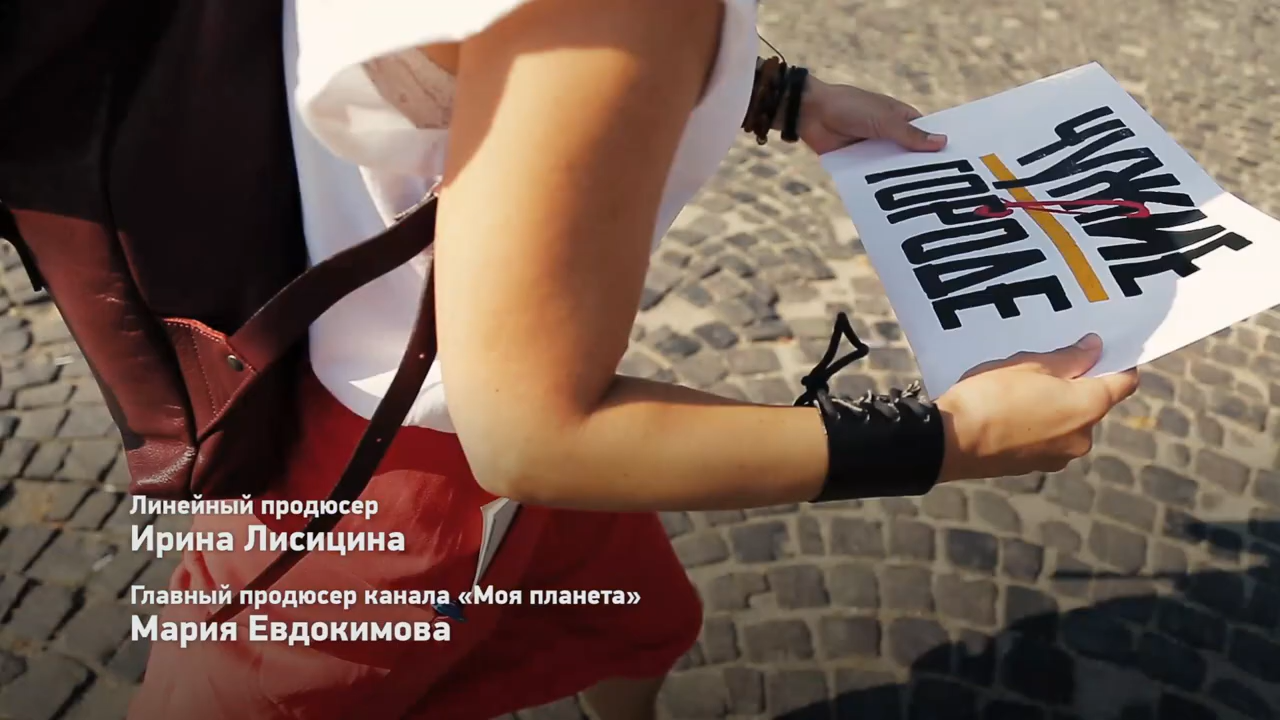 ЧУЖИЕ
ГОРОДЕ
Линейный продюсер
Ирина Лисицина
Главный продюсер канала «Моя планета»
Мария Евдокимова